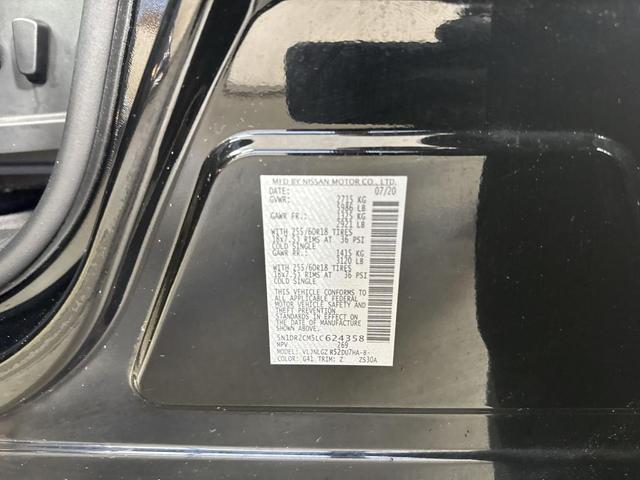 MFD BY NISSAN MOTOR CO., LTD.
DATE: 07/20
GVWR: 2715 KG
5986 LB
GAWR FR.: 1325 KG
2921 LB
WITH 255/60R18 TIRES
18x7.5J RIMS AT 36 PSI
COLD SINGLE
GAWR RR.: 1415 KG
3120 LB
WITH 255/60R18 TIRES
18x7.5J RIMS AT 36 PSI
COLD SINGLE
THIS VEHICLE CONFORMS TO
ALL APPLICABLE FEDERAL
MOTOR VEHICLE SAFETY AND
THEFT PREVENTION
STANDARDS IN EFFECT ON
THE DATE OF MANUFACTURE
5N1DR2CM5LC624358
MPV 269
MODEL:
COLOR: G41 TRIM: Z ZS30A